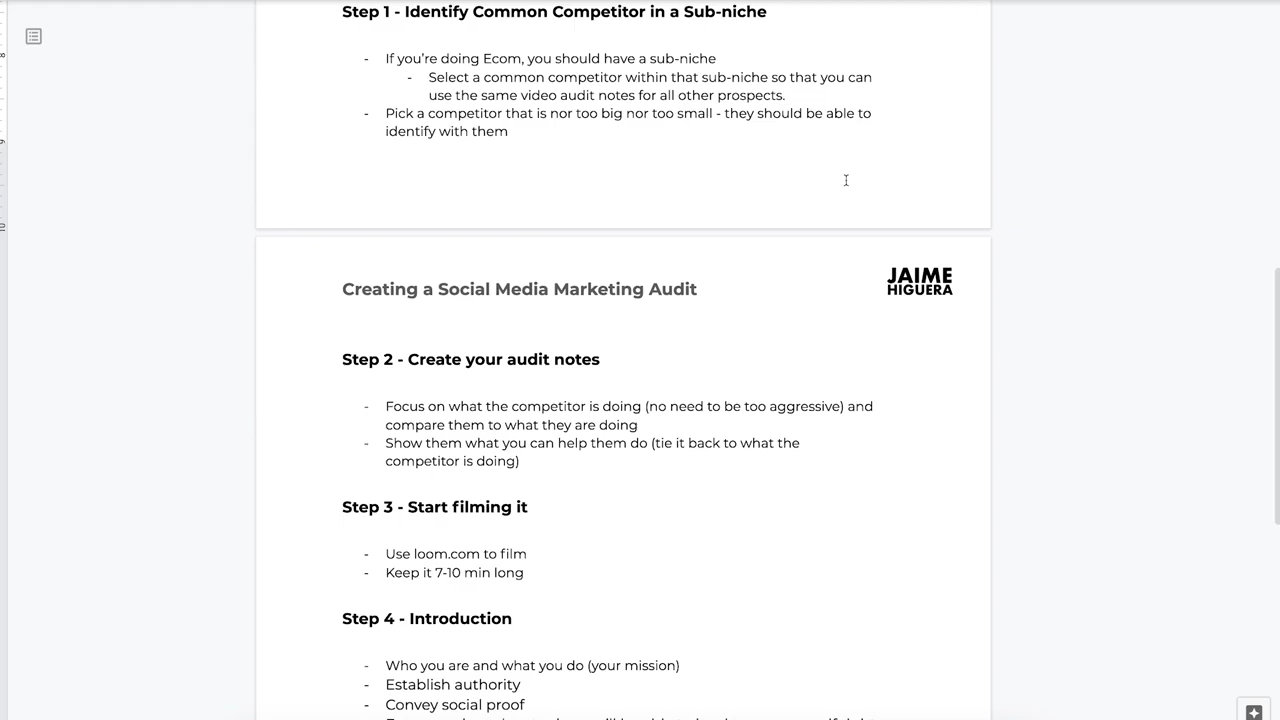 Step 1 - Identify Common Competitor in a Sub-niche
- If you're doing Ecom, you should have a sub-niche
- Select a common competitor within that sub-niche so that you can
use the same video audit notes for all other prospects.
- Pick a competitor that is nor too big nor too small - they should be able to
identify with them
Creating a Social Media Marketing Audit
JAIME
HIGUERA
Step 2 - Create your audit notes
- Focus on what the competitor is doing (no need to be too aggressive) and
compare them to what they are doing
- Show them what you can help them do (tie it back to what the
competitor is doing)
Step 3 - Start filming it
- Use loom.com to film
- Keep it 7-10 min long
Step 4 - Introduction
- Who you are and what you do (your mission)
- Establish authority
- Convey social proof
8
9
10